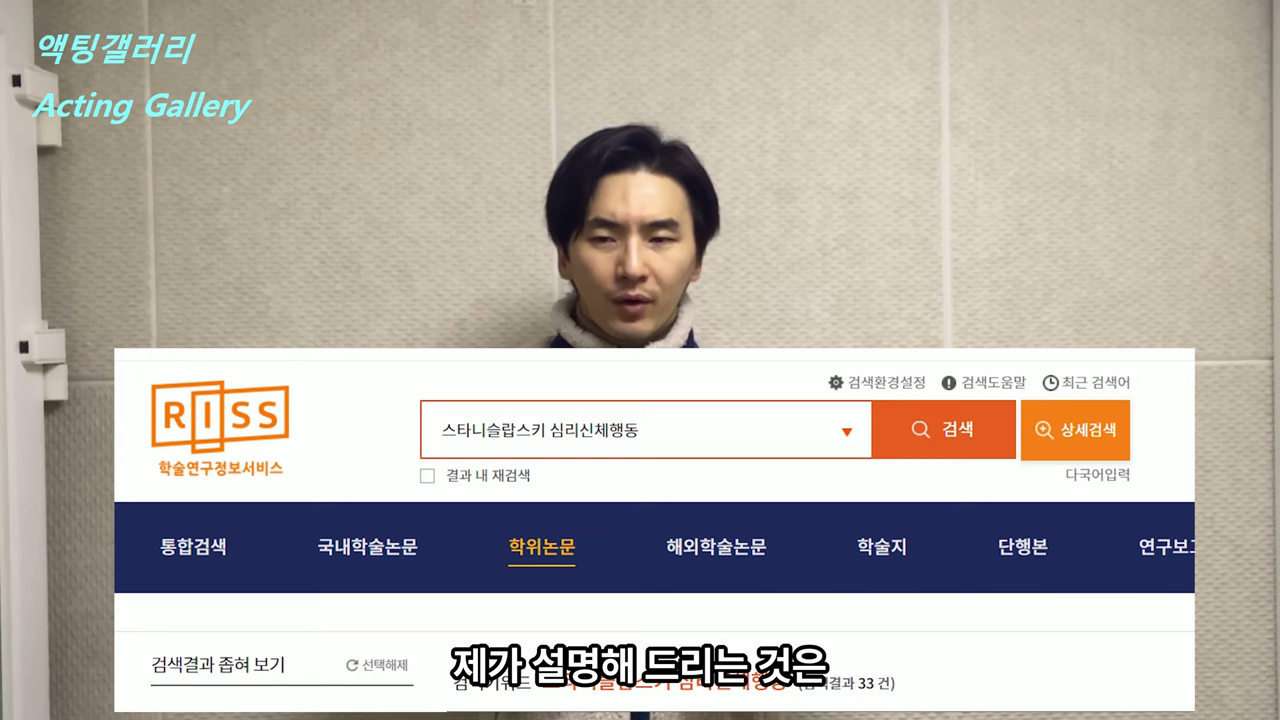 액팅갤러리
Acting Gallery
검색환경설정 검색도움말 최근 검색어
RISS
학술연구정보서비스
스타니슬랍스키 심리신체행동 검색 상세검색
결과 내 재검색 다국어입력
통합검색 국내학술논문 학위논문 해외학술논문 학술지 단행본
검색결과 좁혀 보기 선택해제
제가 설명해 드리는 것은
33 건)